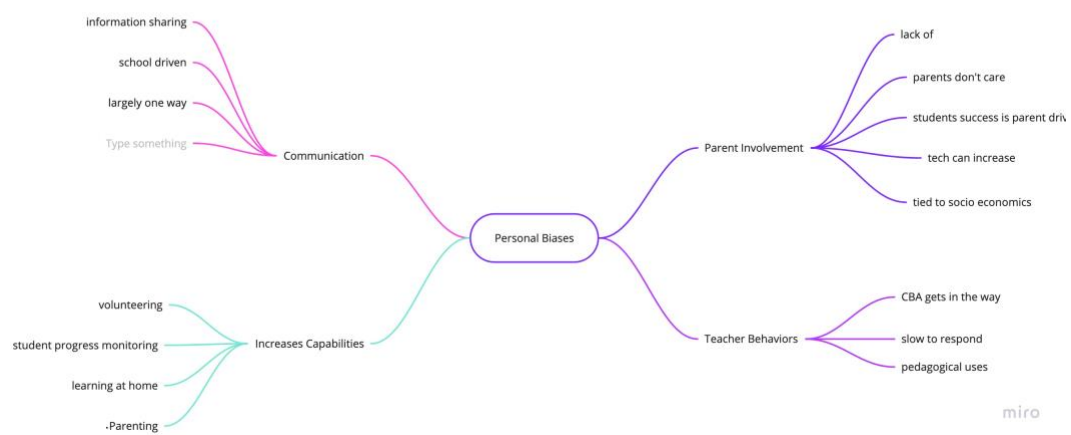 information sharing
school driven
largely one way
Type something
Communication
volunteering
student progress monitoring
learning at home
.Parenting
Increases Capabilities
Personal Biases
lack of
parents don't care
students success is parent driv
tech can increase
tied to socio economics
Parent Involvement
CBA gets in the way
slow to respond
pedagogical uses
Teacher Behaviors
miro